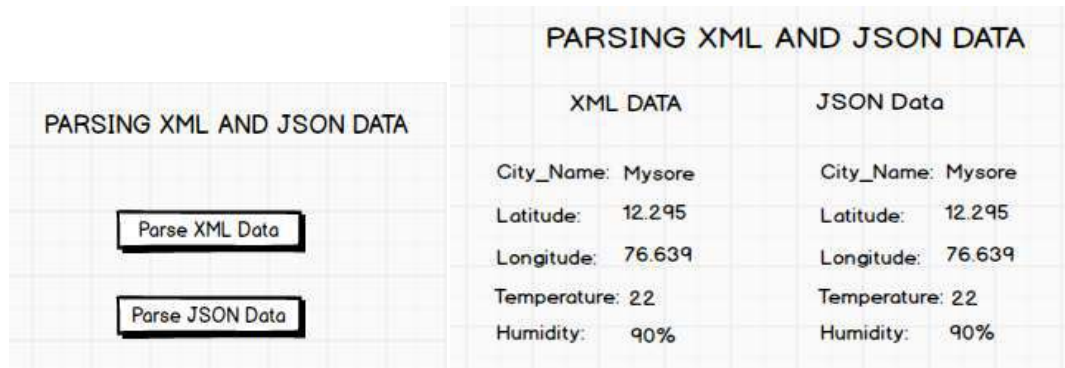 PARSING XML AND JSON DATA
Parse XML Data
Parse JSON Data
PARSING XML AND JSON DATA
XML DATA
JSON Data
City_Name: Mysore
Latitude: 12.295
Longitude: 76.639
Temperature: 22
Humidity: 90%
City_Name: Mysore
Latitude: 12.295
Longitude: 76.639
Temperature: 22
Humidity: 90%